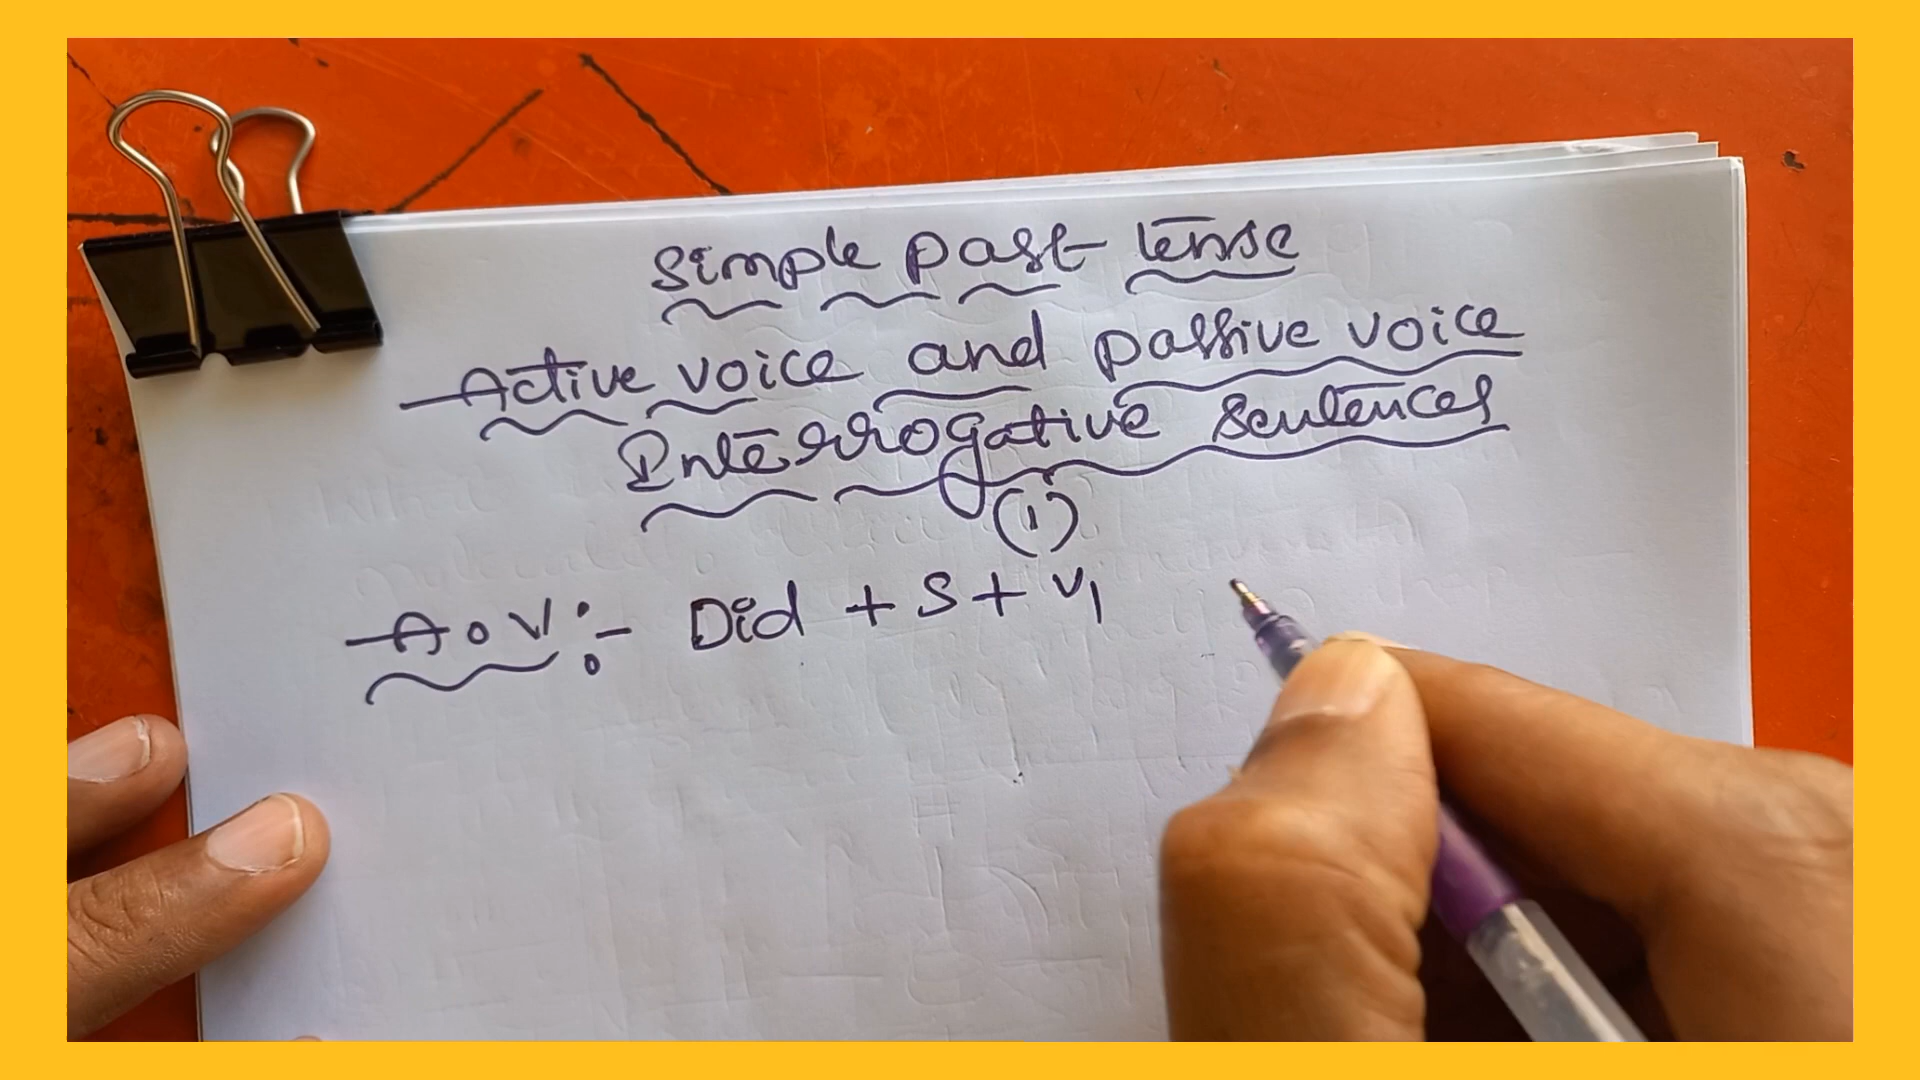 Simple past tense
Active voice and passive voice
Interrogative sentences
(1)
A.V:- Did + S + V1